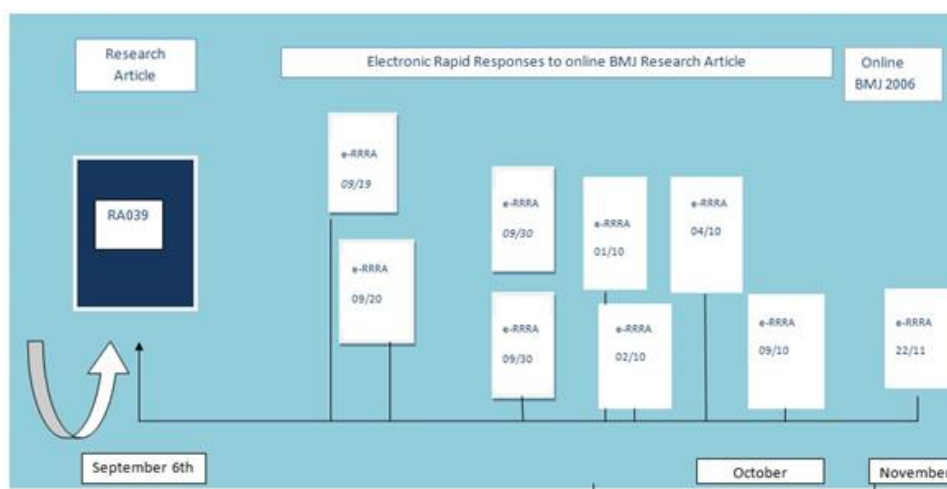 Research
Article
Electronic Rapid Responses to online BMJ Research Article
Online
BMJ 2006
RA039
e-RRRA
09/19
e-RRRA
09/20
e-RRRA
09/30
e-RRRA
09/30
e-RRRA
01/10
e-RRRA
02/10
e-RRRA
04/10
e-RRRA
09/10
e-RRRA
22/11
September 6th
October
November